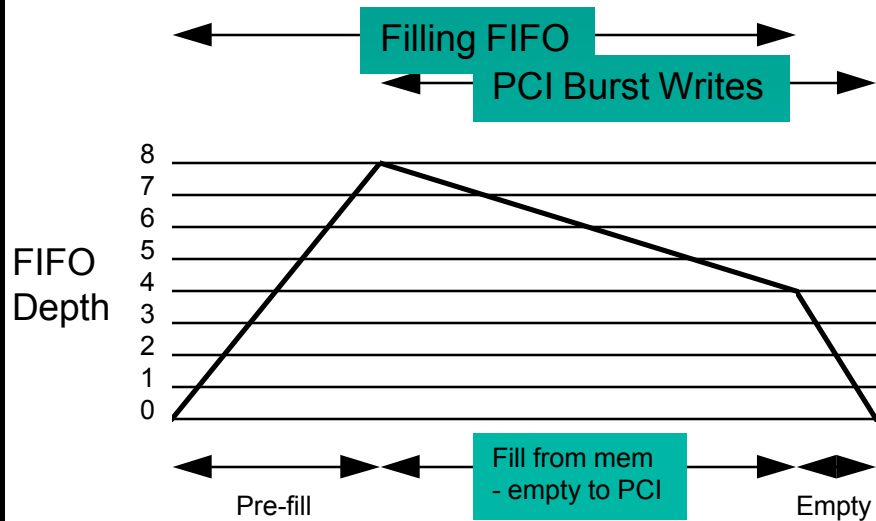 Filling FIFO
PCI Burst Writes
8
7
6
5
4
3
2
1
0
FIFO
Depth
Fill from mem
- empty to PCI
Pre-fill
Empty